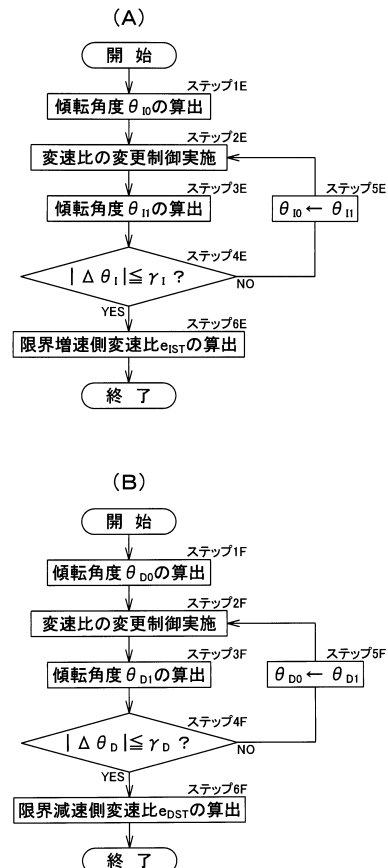 (A)
開 始
ステップ1E
傾転角度θI0の算出
ステップ2E
変速比の変更制御実施
ステップ3E
傾転角度θI1の算出
ステップ5E
θI0 ← θI1
ステップ4E
|ΔθI|≦γI ?
NO
YES
ステップ6E
限界増速側変速比eISTの算出
終 了
(B)
開 始
ステップ1F
傾転角度θD0の算出
ステップ2F
変速比の変更制御実施
ステップ3F
傾転角度θD1の算出
ステップ5F
θD0 ← θD1
ステップ4F
|ΔθD|≦γD ?
NO
YES
ステップ6F
限界減速側変速比eDSTの算出
終 了